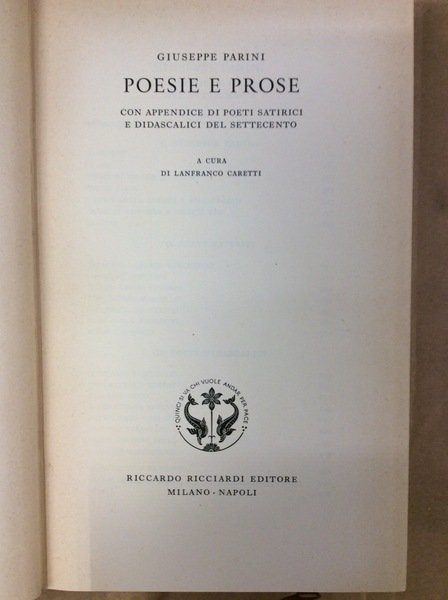 GIUSEPPE PARINI
POESIE E PROSE
CON APPENDICE DI POETI SATIRICI
E DIDASCALICI DEL SETTECENTO
A CURA
DI LANFRANCO CARETTI
QUINCI SI VA CHI VUOLE ANDAR PER PACE
RICCARDO RICCIARDI EDITORE
MILANO · NAPOLI